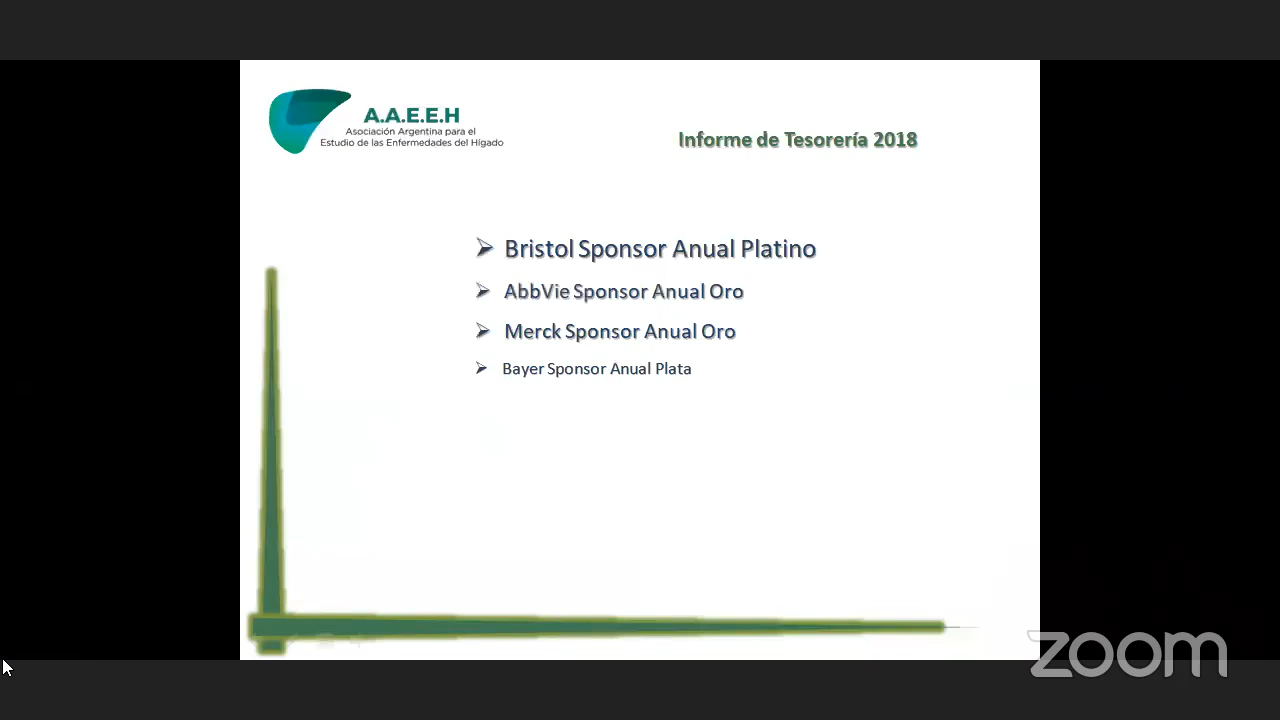 A.A.E.E.H
Asociación Argentina para el
Estudio de las Enfermedades del Hígado
Informe de Tesorería 2018
Bristol Sponsor Anual Platino
AbbVie Sponsor Anual Oro
Merck Sponsor Anual Oro
Bayer Sponsor Anual Plata
zoom